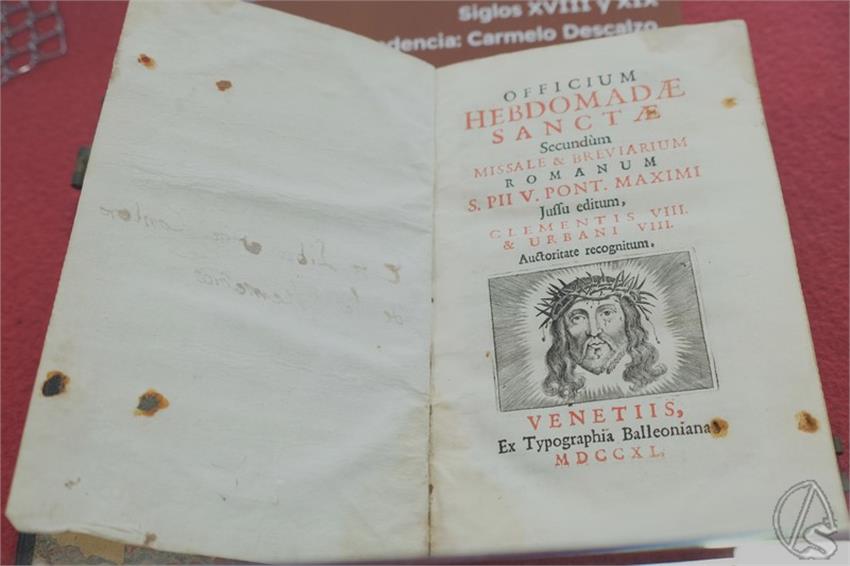 Siglos XVIII y XIX
dencia: Carmelo Descalzo
OFFICIUM
HEBDOMADÆ
SANCTÆ
Secundùm
MISSALE & BREVIARIUM
ROMANUM
S. PII V. PONT. MAXIMI
Juſſu editum,
CLEMENTIS VIII.
& URBANI VIII.
Auctoritate recognitum,
VENETIIS,
Ex Typographia Balleoniana
MDCCXL.